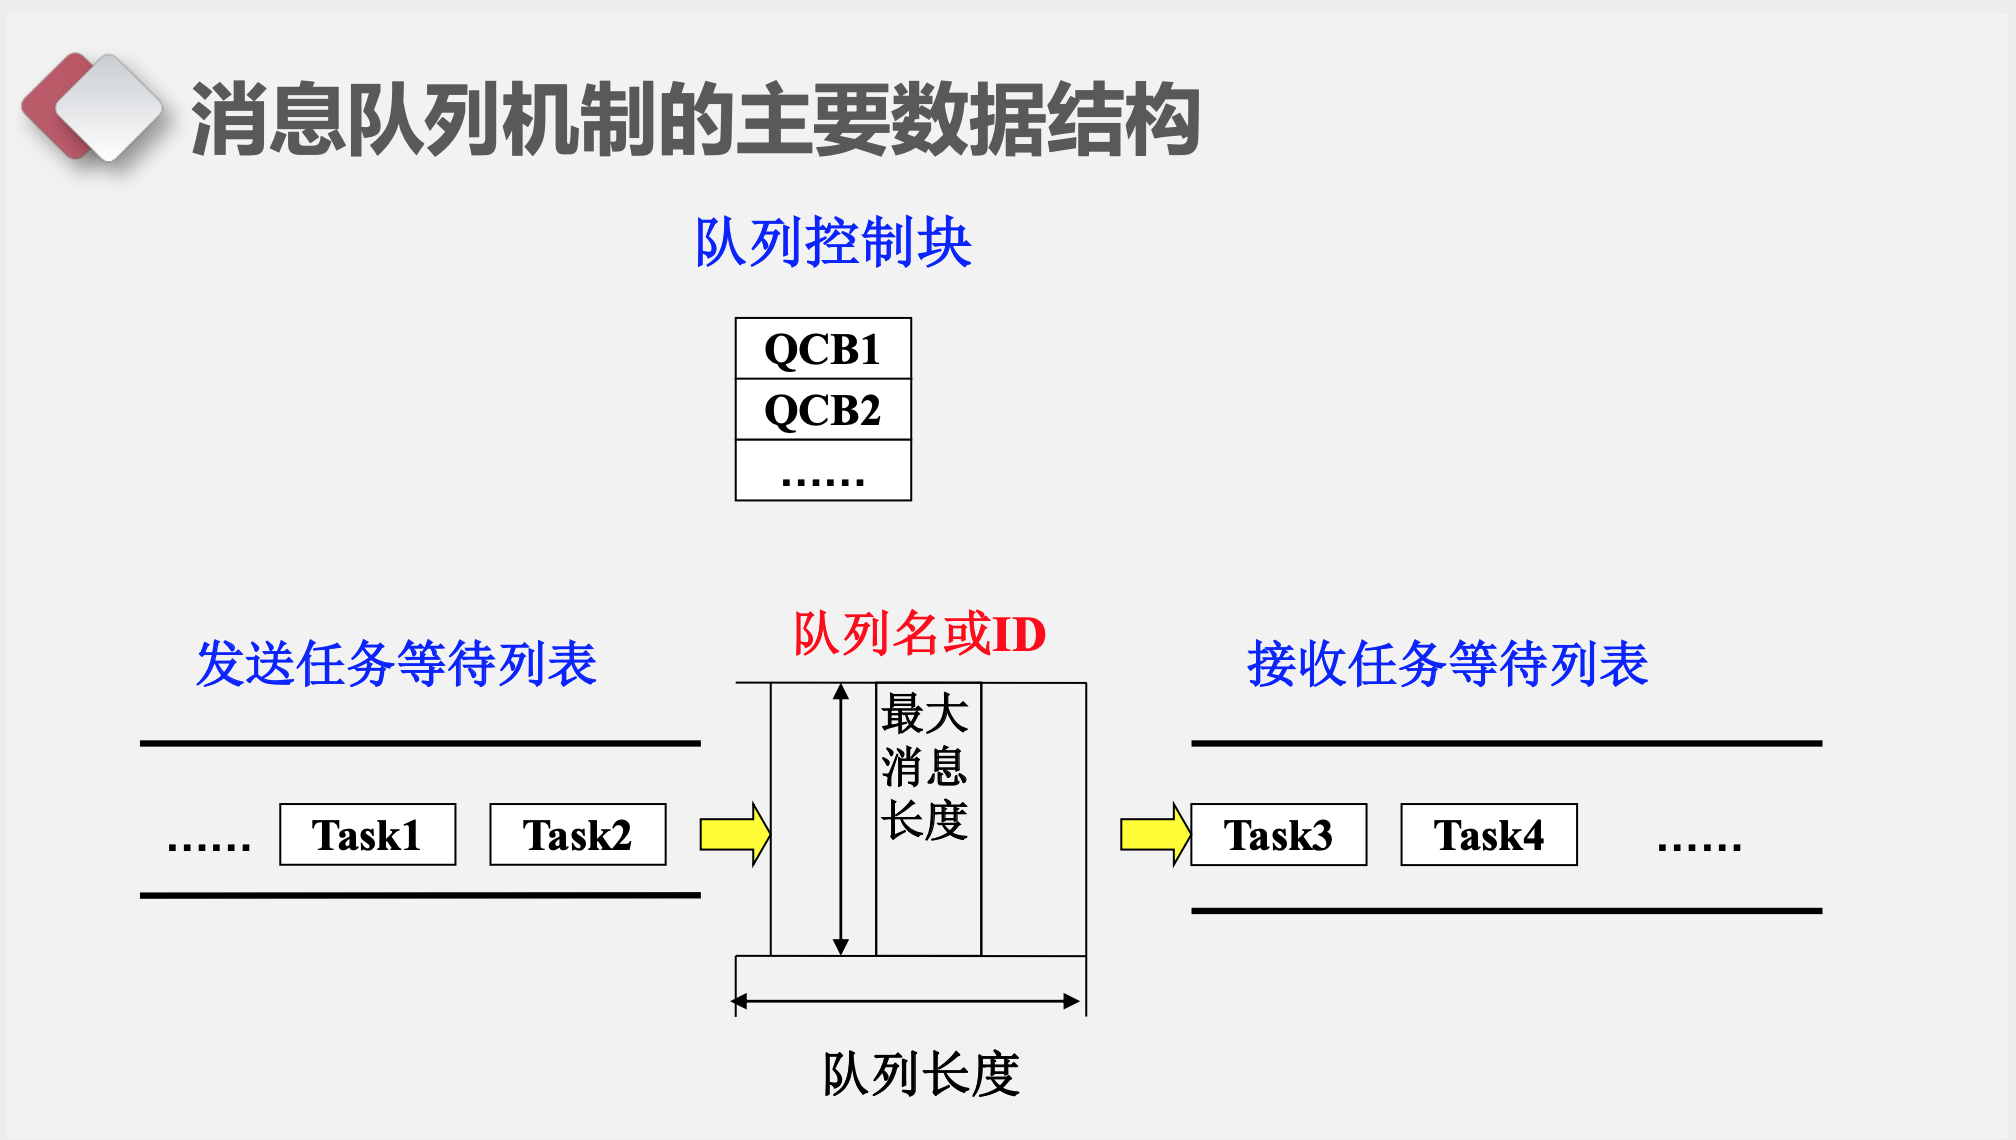 消息队列机制的主要数据结构
队列控制块
QCB1
QCB2
......
队列名或ID
发送任务等待列表
接收任务等待列表
最大
消息
长度
...... Task1 Task2
Task3 Task4 ......
队列长度